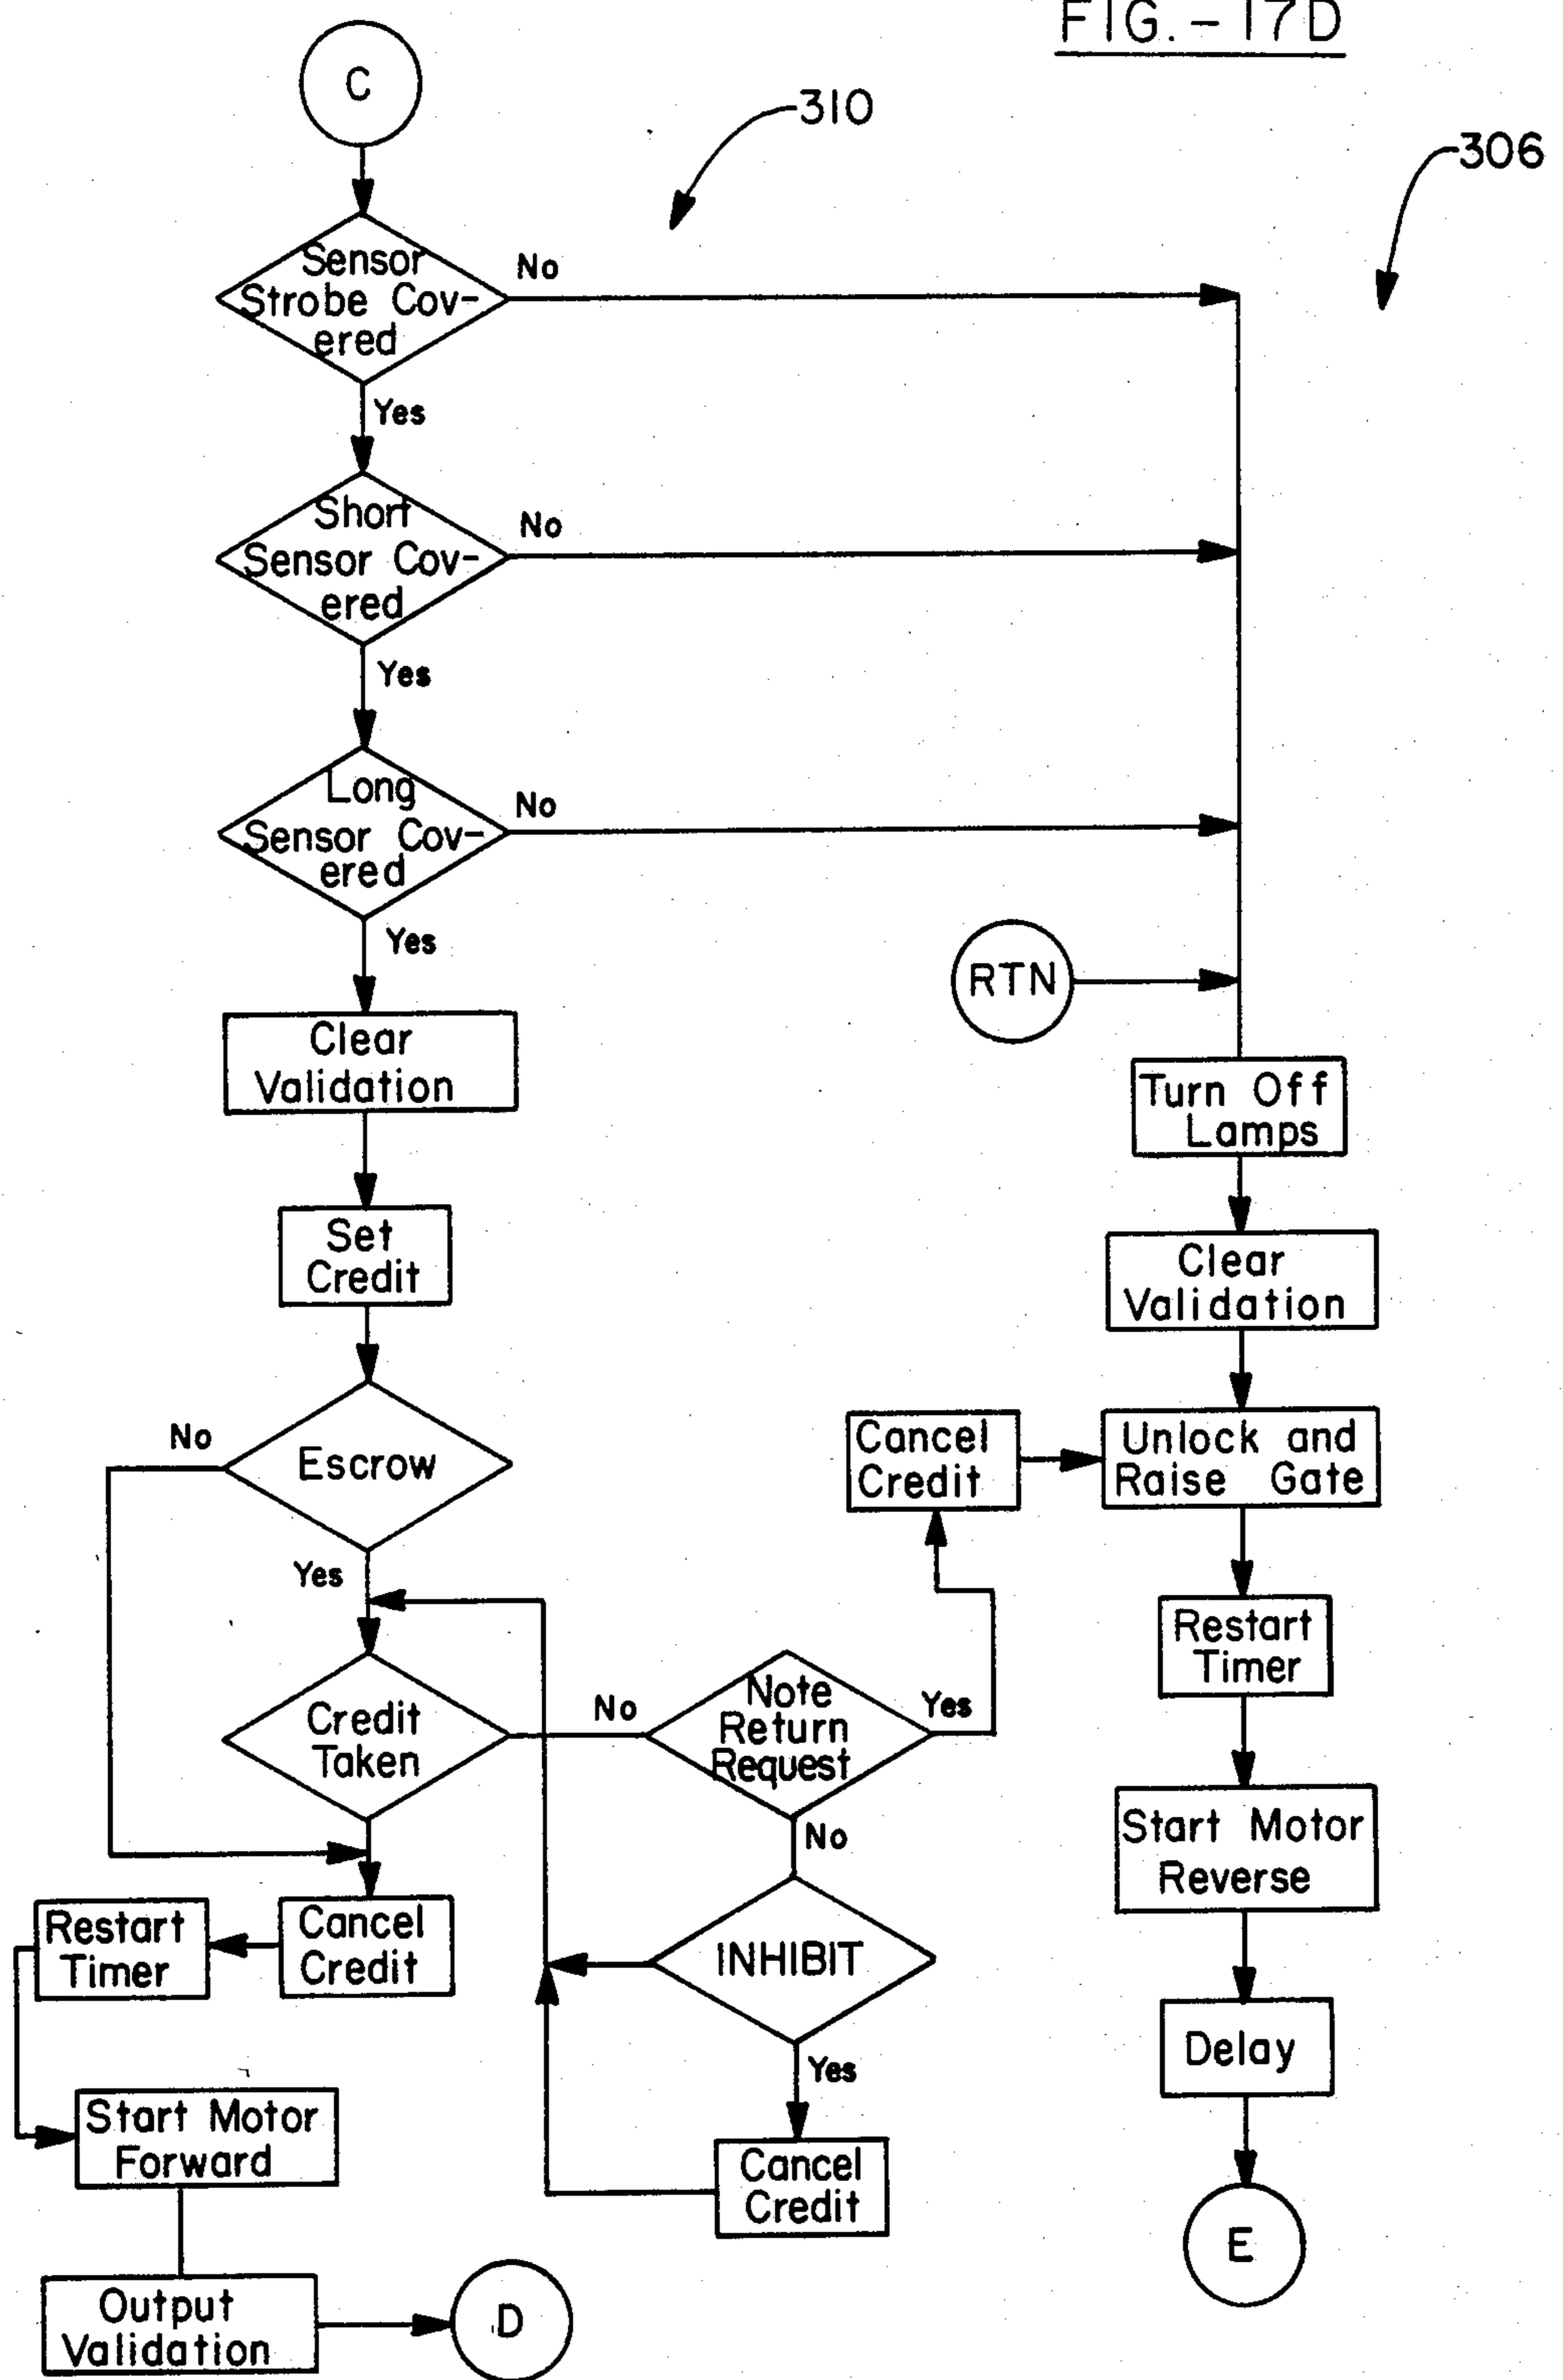 FIG. - 17D
C
310
306
Sensor
Strobe Cov-
ered
No
Yes
Short
Sensor Cov-
ered
No
Yes
Long
Sensor Cov-
ered
No
Yes
RTN
Clear
Validation
Turn Off
Lamps
Set
Credit
Clear
Validation
Escrow
No
Yes
Cancel
Credit
Unlock and
Raise Gate
Restart
Timer
Credit
Taken
No
Note
Return
Request
Yes
No
Start Motor
Reverse
Restart
Timer
Cancel
Credit
INHIBIT
Yes
Delay
Start Motor
Forward
Cancel
Credit
E
Output
Validation
D